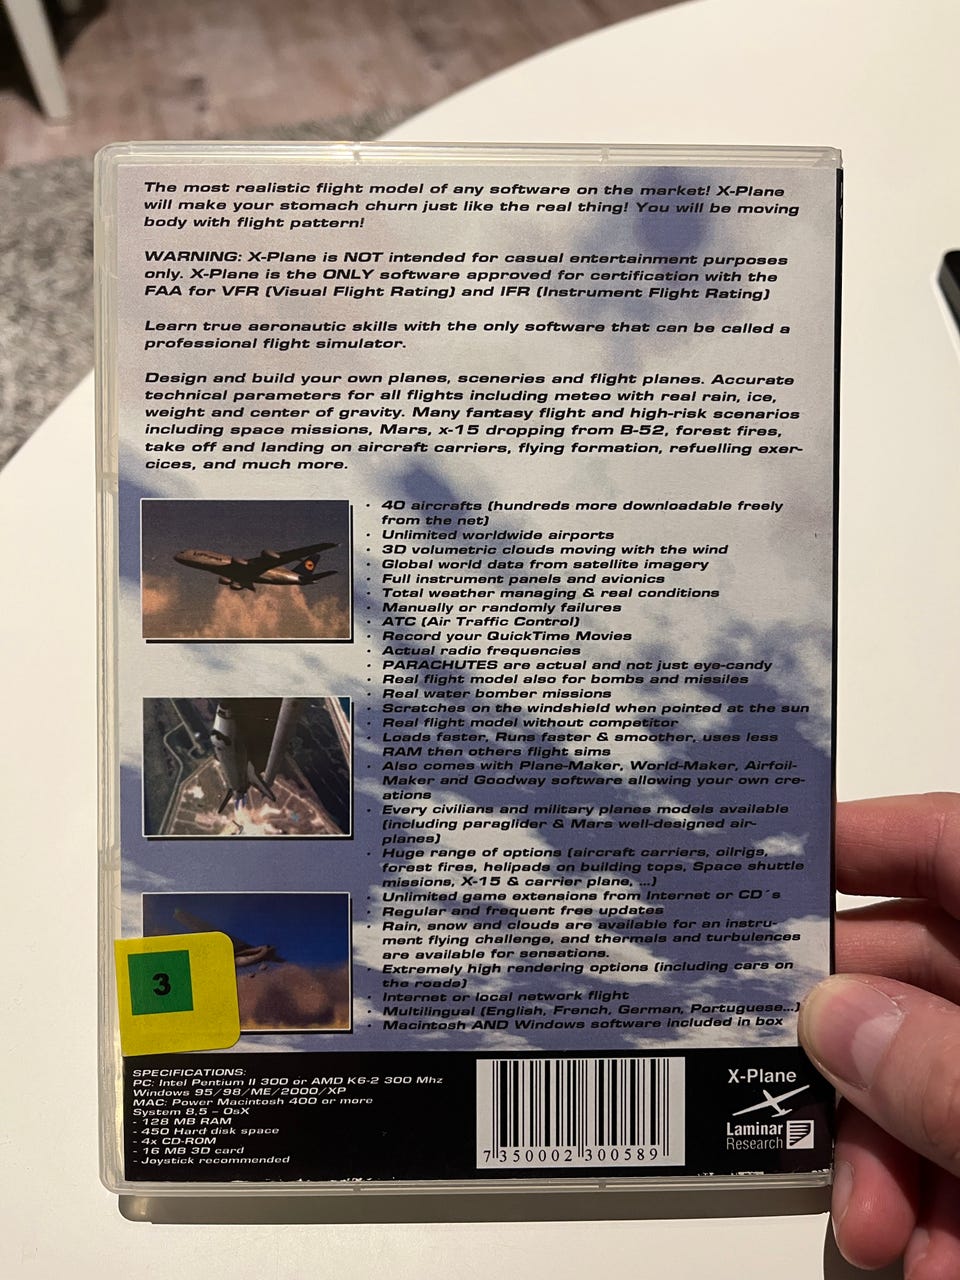 The most realistic flight model of any software on the market! X-Plane
will make your stomach churn just like the real thing! You will be moving
body with flight pattern!
WARNING: X-Plane is NOT intended for casual entertainment purposes
only. X-Plane is the ONLY software approved for certification with the
FAA for VFR (Visual Flight Rating) and IFR (Instrument Flight Rating)
Learn true aeronautic skills with the only software that can be called a
professional flight simulator.
Design and build your own planes, sceneries and flight planes. Accurate
technical parameters for all flights including meteo with real rain, ice,
weight and center of gravity. Many fantasy flight and high-risk scenarios
including space missions, Mars, x-15 dropping from B-52, forest fires,
take off and landing on aircraft carriers, flying formation, refuelling exer-
cices, and much more.
· 40 aircrafts (hundreds more downloadable freely
from the net)
· Unlimited worldwide airports
· 3D volumetric clouds moving with the wind
· Global world data from satellite imagery
· Full instrument panels and avionics
· Total weather managing & real conditions
· Manually or randomly failures
· ATC (Air Traffic Control)
· Record your QuickTime Movies
· Actual radio frequencies
· PARACHUTES are actual and not just eye-candy
· Real flight model also for bombs and missiles
· Real water bomber missions
· Scratches on the windshield when pointed at the sun
· Real flight model without competitor
· Loads faster, Runs faster & smoother, uses less
RAM then others flight sims
· Also comes with Plane-Maker, World-Maker, Airfoil-
Maker and Goodway software allowing your own cre-
ations
· Every civilians and military planes models available
(including paraglider & Mars well-designed air-
planes)
· Huge range of options (aircraft carriers, oilrigs,
forest fires, helipads on building tops, Space shuttle
missions, X-15 & carrier plane, ...)
· Unlimited game extensions from Internet or CD´s
· Regular and frequent free updates
· Rain, snow and clouds are available for an instru-
ment flying challenge, and thermals and turbulences
are available for sensations.
· Extremely high rendering options (including cars on
the roads)
· Internet or local network flight
· Multilingual (English, French, German, Portuguese...)
· Macintosh AND Windows software included in box
3
SPECIFICATIONS:
PC: Intel Pentium II 300 or AMD K6-2 300 Mhz
Windows 95/98/ME/2000/XP
MAC: Power Macintosh 400 or more
System 8,5 - OsX
- 128 MB RAM
- 450 Hard disk space
- 4x CD-ROM
- 16 MB 3D card
- Joystick recommended
7 350002 300589
X-Plane
Laminar
Research